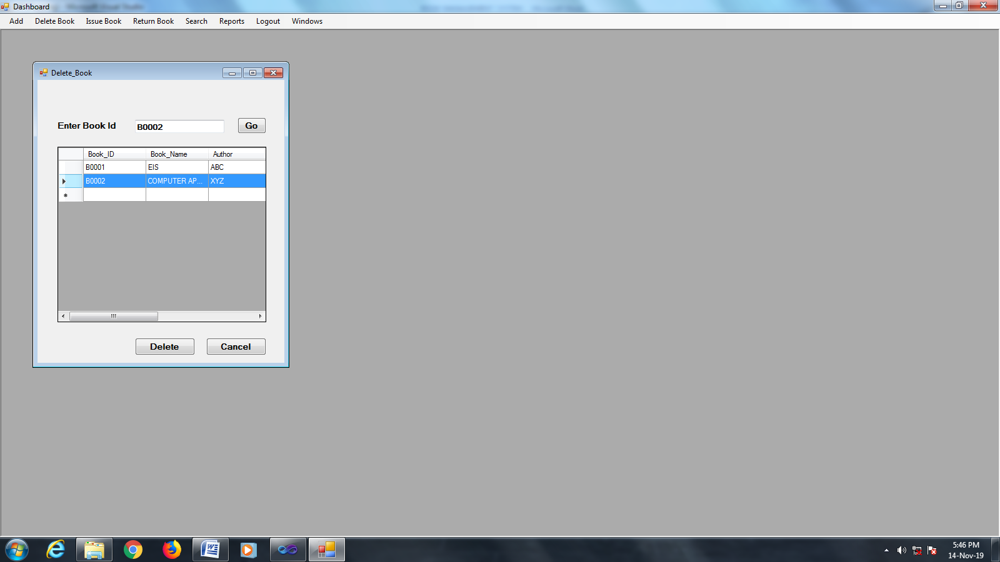 Dashboard
Add Delete Book Issue Book Return Book Search Reports Logout Windows
Delete_Book
Enter Book Id B0002 Go
Book_ID Book_Name Author
B0001 EIS ABC
B0002 COMPUTER AP... XYZ
Delete Cancel
5:46 PM
14-Nov-19